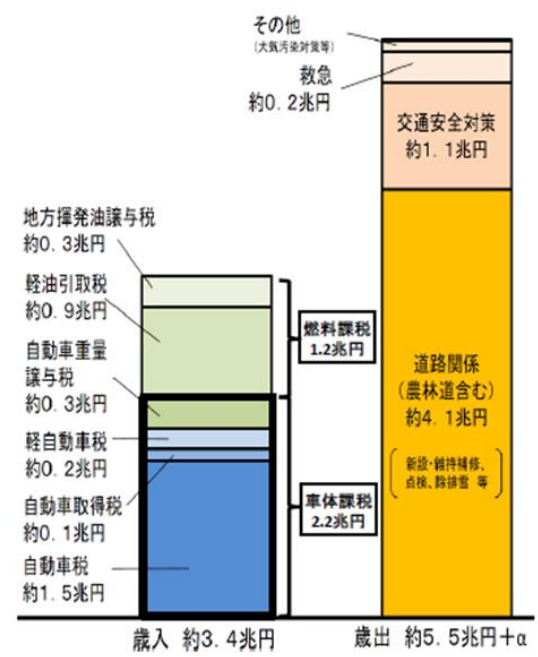 その他
(大気汚染対策等)
救急
約0.2兆円
交通安全対策
約1.1兆円
地方揮発油譲与税
約0.3兆円
軽油引取税
約0.9兆円
燃料課税
1.2兆円
自動車重量
譲与税
約0.3兆円
道路関係
(農林道含む)
約4.1兆円
新設・維持補修、
点検、除排雪 等
軽自動車税
約0.2兆円
自動車取得税
約0.1兆円
車体課税
2.2兆円
自動車税
約1.5兆円
歳入 約3.4兆円
歳出 約5.5兆円+α